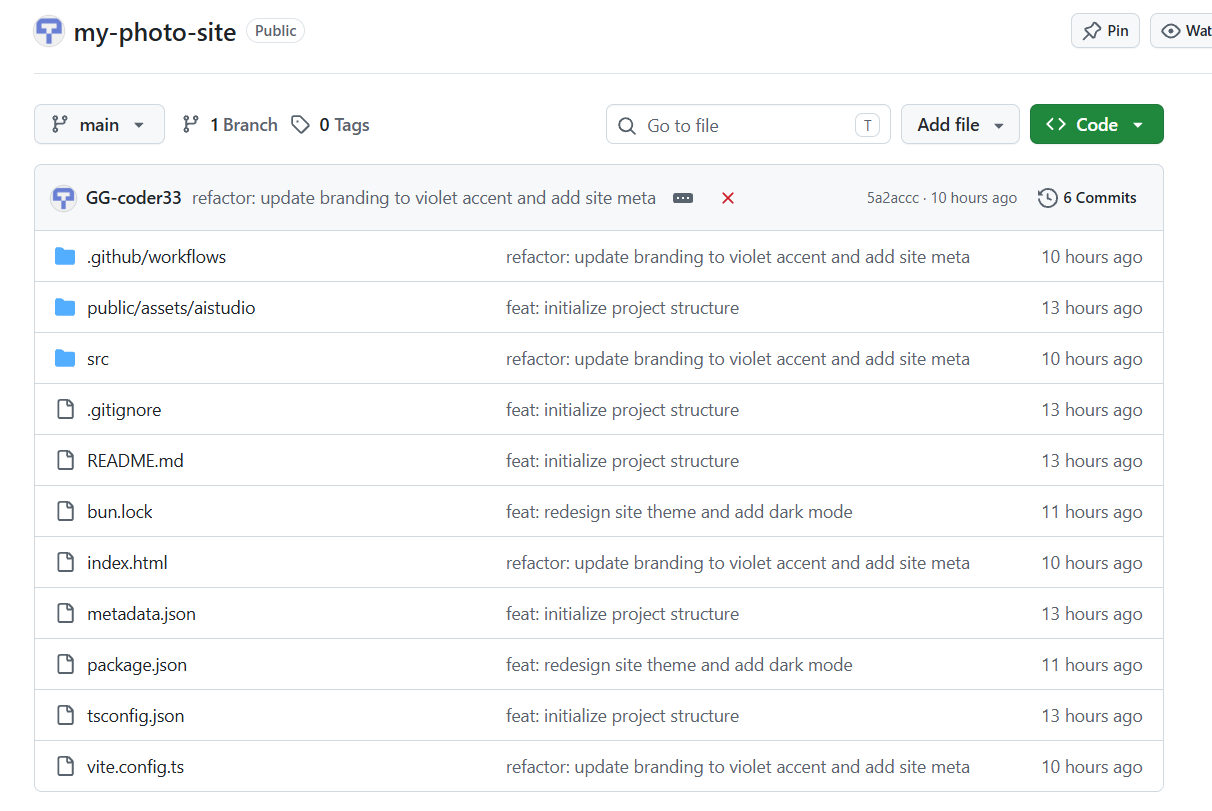 my-photo-site Public Pin Wat
main 1 Branch 0 Tags Go to file T Add file Code
GG-coder33 refactor: update branding to violet accent and add site meta 5a2accc · 10 hours ago 6 Commits
.github/workflows refactor: update branding to violet accent and add site meta 10 hours ago
public/assets/aistudio feat: initialize project structure 13 hours ago
src refactor: update branding to violet accent and add site meta 10 hours ago
.gitignore feat: initialize project structure 13 hours ago
README.md feat: initialize project structure 13 hours ago
bun.lock feat: redesign site theme and add dark mode 11 hours ago
index.html refactor: update branding to violet accent and add site meta 10 hours ago
metadata.json feat: initialize project structure 13 hours ago
package.json feat: redesign site theme and add dark mode 11 hours ago
tsconfig.json feat: initialize project structure 13 hours ago
vite.config.ts refactor: update branding to violet accent and add site meta 10 hours ago